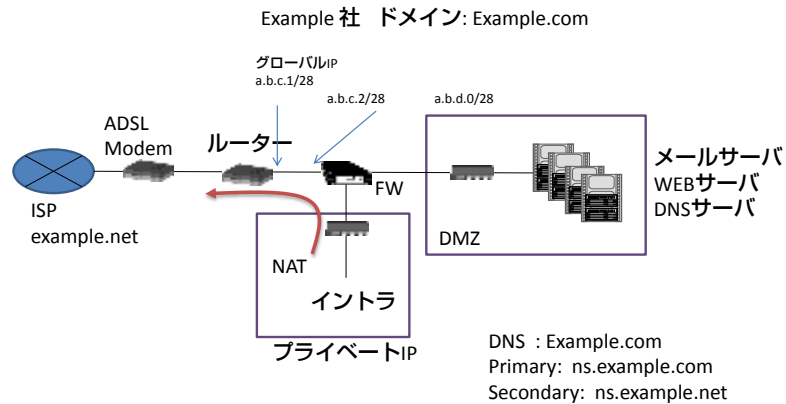 Example 社 ドメイン: Example.com
グローバルIP
a.b.c.1/28
a.b.c.2/28
a.b.d.0/28
ADSL
Modem
ルーター
FW
ISP
example.net
NAT
イントラ
プライベートIP
DMZ
メールサーバ
WEBサーバ
DNSサーバ
DNS : Example.com
Primary: ns.example.com
Secondary: ns.example.net